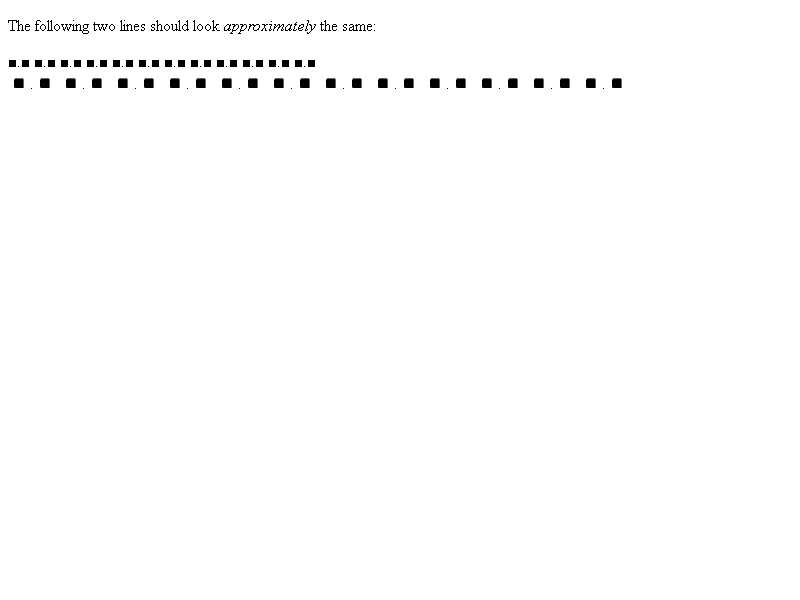 The following two lines should look approximately the same:
■.■ ■.■ ■.■ ■.■ ■.■ ■.■ ■.■ ■.■ ■.■ ■.■ ■.■ ■.■
■ . ■ ■ . ■ ■ . ■ ■ . ■ ■ . ■ ■ . ■ ■ . ■ ■ . ■ ■ . ■ ■ . ■ ■ . ■ ■ . ■